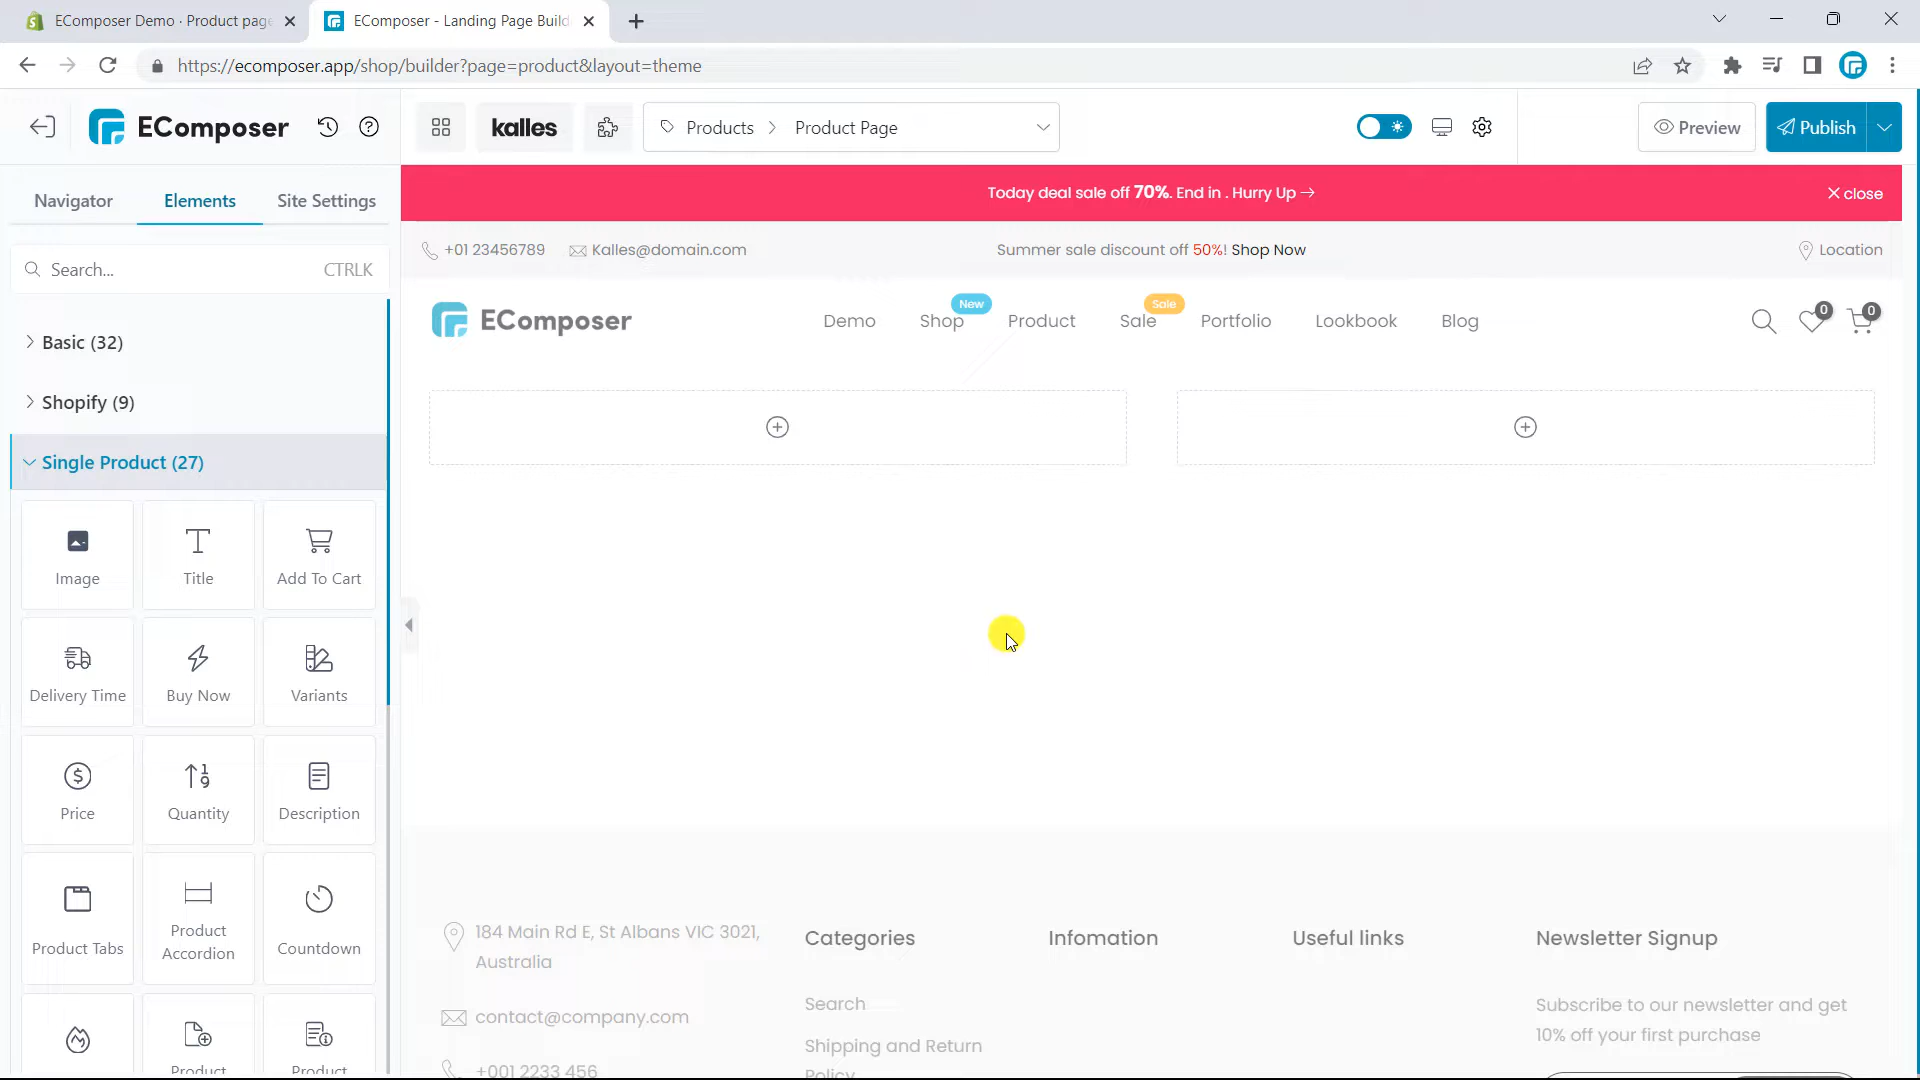 EComposer Demo · Product page
EComposer - Landing Page Build
https://ecomposer.app/shop/builder?page=product&layout=theme
EComposer
kalles
Products
Product Page
Preview
Publish
Navigator
Elements
Site Settings
Search...
CTRLK
Basic (32)
Shopify (9)
Single Product (27)
Image
Title
Add To Cart
Delivery Time
Buy Now
Variants
Price
Quantity
Description
Product Tabs
Product
Accordion
Countdown
Product
Product
Today deal sale off 70%. End in . Hurry Up →
close
+01 23456789
Kalles@domain.com
Summer sale discount off 50%! Shop Now
Location
EComposer
Demo
Shop
New
Product
Sale
Sale
Portfolio
Lookbook
Blog
0
0
184 Main Rd E, St Albans VIC 3021,
Australia
contact@company.com
+001 2233 456
Categories
Search
Shipping and Return
Policy
Infomation
Useful links
Newsletter Signup
Subscribe to our newsletter and get
10% off your first purchase